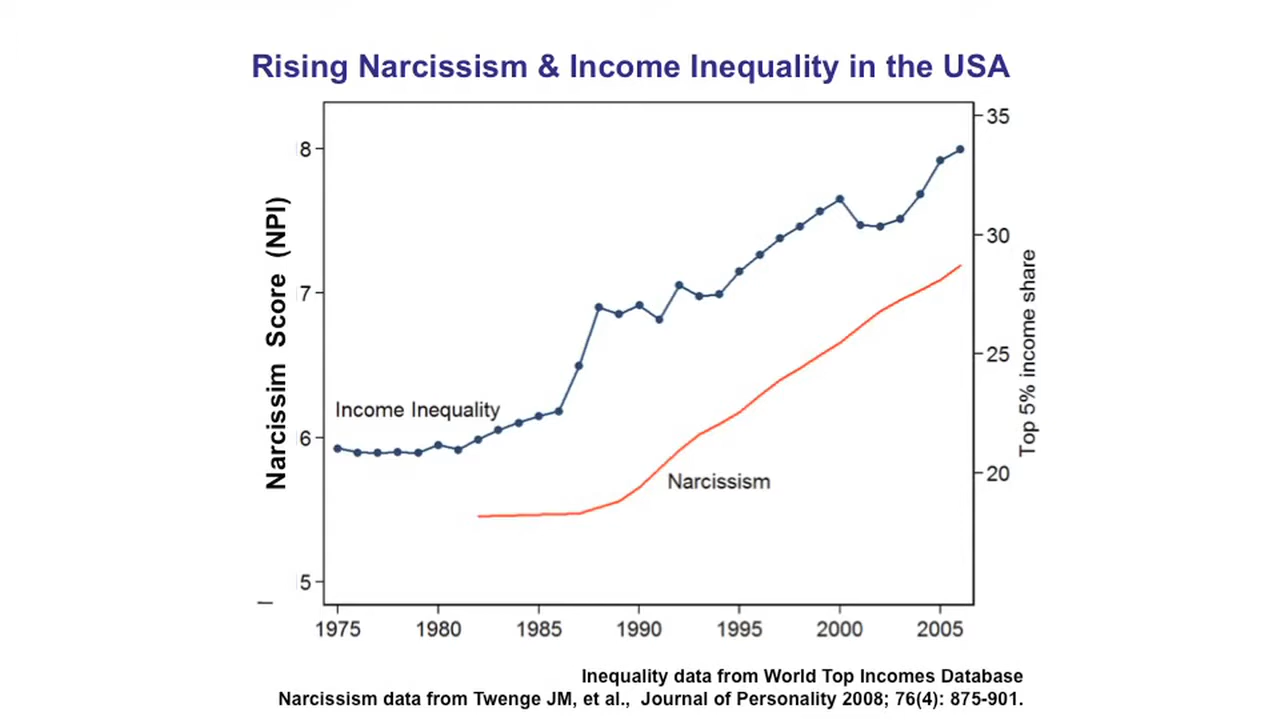 Rising Narcissism & Income Inequality in the USA
35
8
30
7
25
6
20
5
Narcissim Score (NPI)
Top 5% income share
Income Inequality
Narcissism
1975 1980 1985 1990 1995 2000 2005
Inequality data from World Top Incomes Database
Narcissism data from Twenge JM, et al., Journal of Personality 2008; 76(4): 875-901.